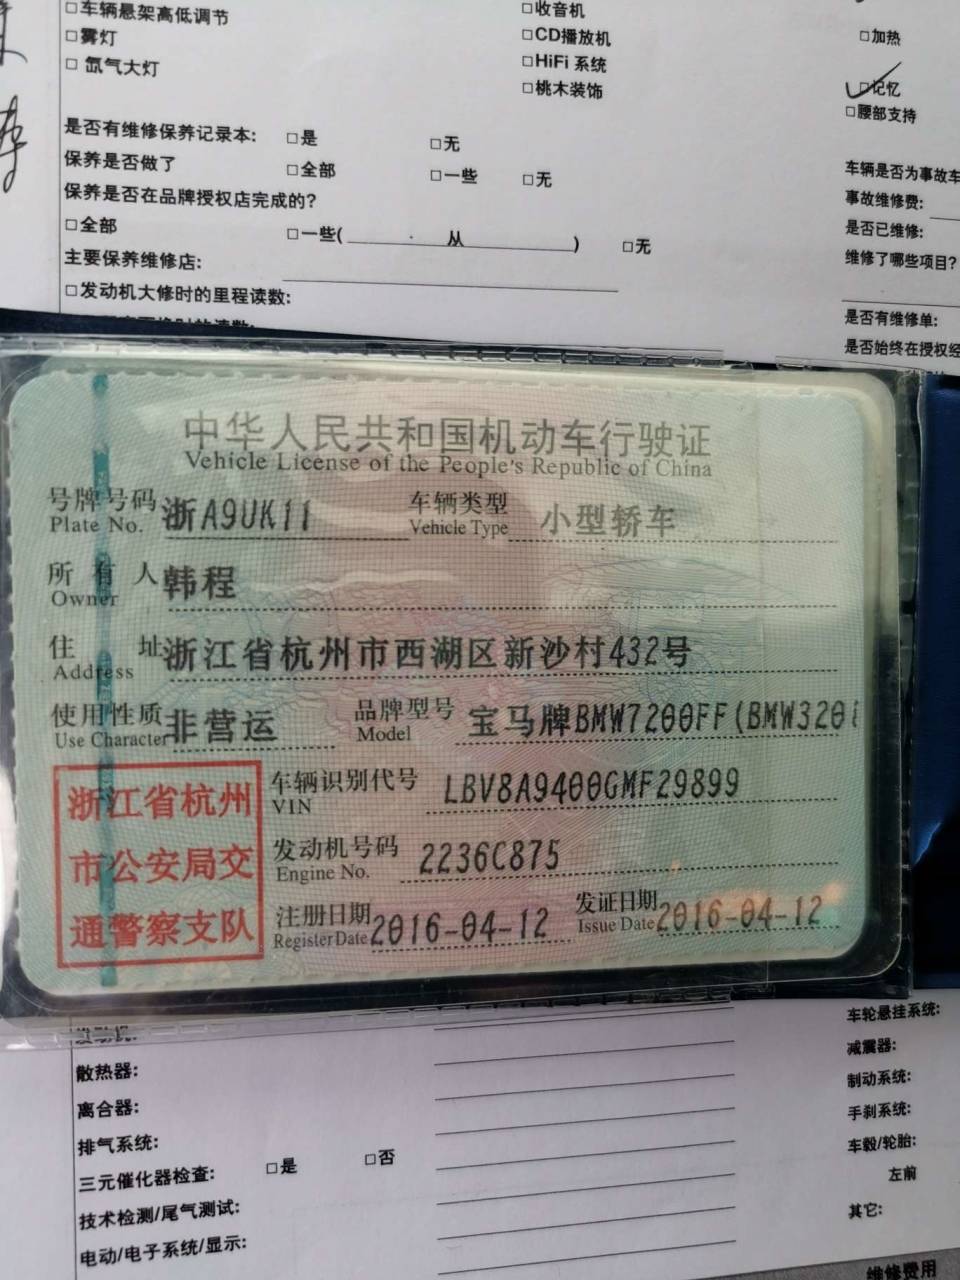 □车辆悬架高低调节 □收音机
□雾灯 □CD播放机 □加热
□ 氙气大灯 □HiFi 系统
□桃木装饰 □记忆
□腰部支持
是否有维修保养记录本: □是 □无
保养是否做了 □全部 □一些 □无
车辆是否为事故车
保养是否在品牌授权店完成的?
事故维修费:
□全部 □一些( 从 ) □无
是否已维修:
主要保养维修店:
维修了哪些项目?
□发动机大修时的里程读数:
是否有维修单:
是否始终在授权经
中华人民共和国机动车行驶证
Vehicle License of the People's Republic of China
号牌号码 浙A9UK11 车辆类型 小型轿车
Plate No. Vehicle Type
所有人 韩程
Owner
住址 浙江省杭州市西湖区新沙村432号
Address
使用性质 非营运 品牌型号 宝马牌BMW7200FF(BMW320i
Use Character Model
浙江省杭州
市公安局交
通警察支队
车辆识别代号 LBV8A9400GMF29899
VIN
发动机号码 2236C875
Engine No.
注册日期 2016-04-12 发证日期 2016-04-12
Register Date Issue Date
车轮悬挂系统:
散热器: 减震器:
离合器: 制动系统:
排气系统: 手刹系统:
三元催化器检查: □是 □否 车毂/轮胎:
左前
技术检测/尾气测试: 其它:
电动/电子系统/显示:
维修费用